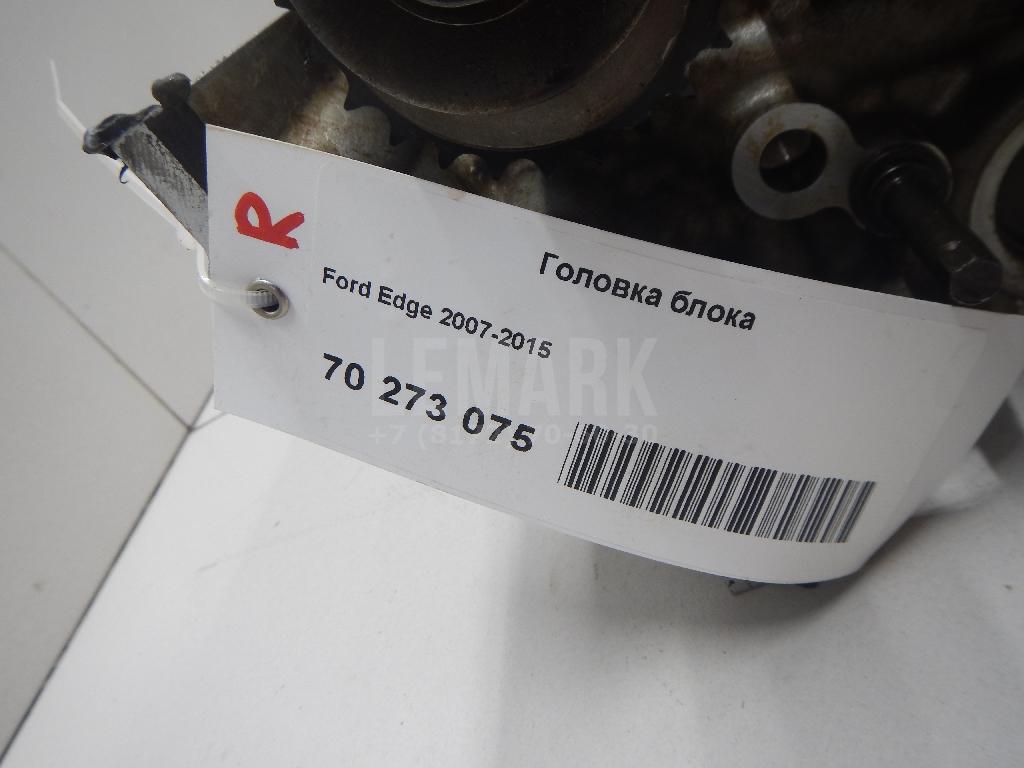 R
Головка блока
Ford Edge 2007-2015
70 273 075
LEMARK